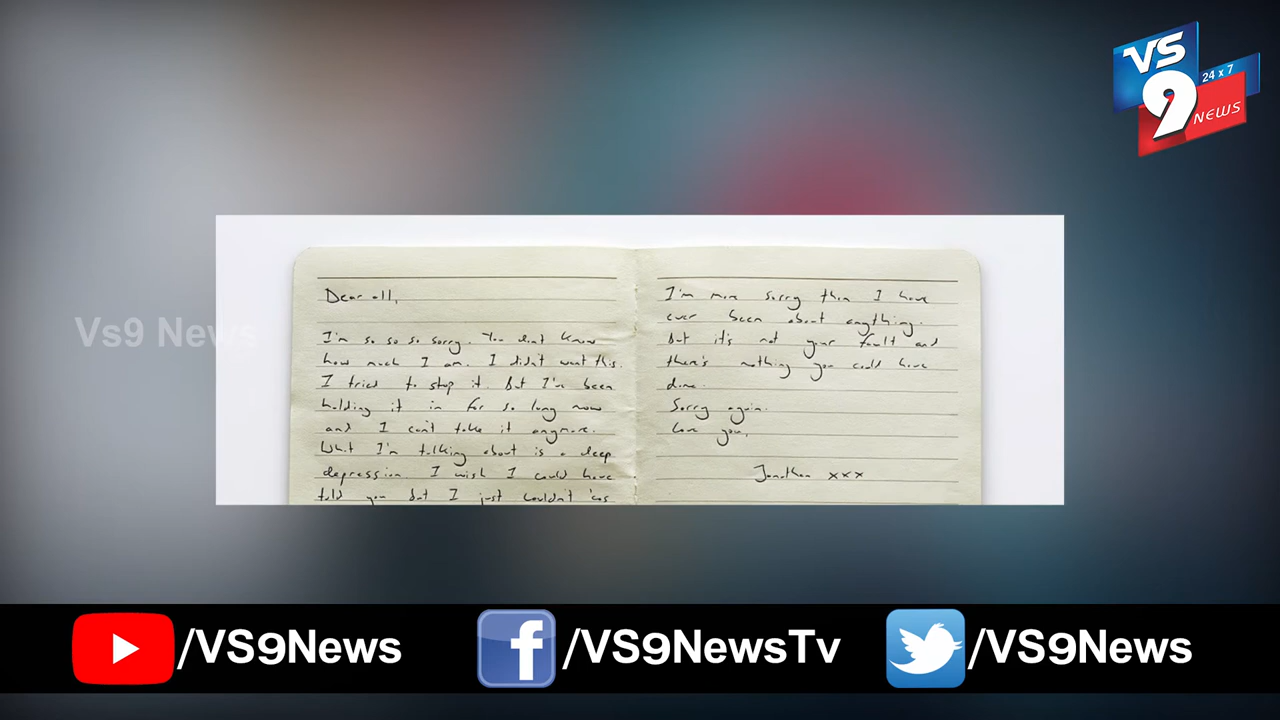 VS
24 x 7
9
NEWS
Vs9 News
Dear all,
I'm so so so sorry. You don't know
how much I am. I didn't want this.
I tried to stop it. But I've been
holding it in for so long now
and I can't take it anymore.
What I'm talking about is a deep
depression. I wish I could have
told you but I just couldn't 'cos
I'm more sorry than I have
ever been about anything.
But it's not your fault and
there's nothing you could have
done.
Sorry again.
Love you,
Jonathan xxx
/VS9News
f
/VS9NewsTv
/VS9News